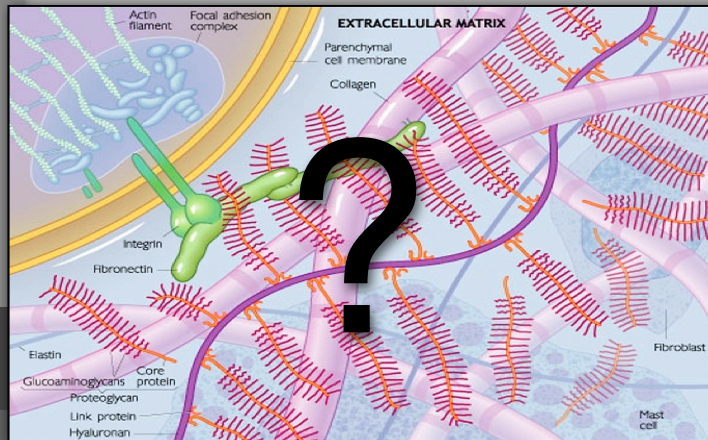 Actin
filament
Focal adhesion
complex
EXTRACELLULAR MATRIX
Parenchymal
cell membrane
Collagen
?
Integrin
Fibronectin
Elastin
Glucoaminoglycans
Core
protein
Proteoglycan
Link protein
Hyaluronan
Fibroblast
Mast
cell